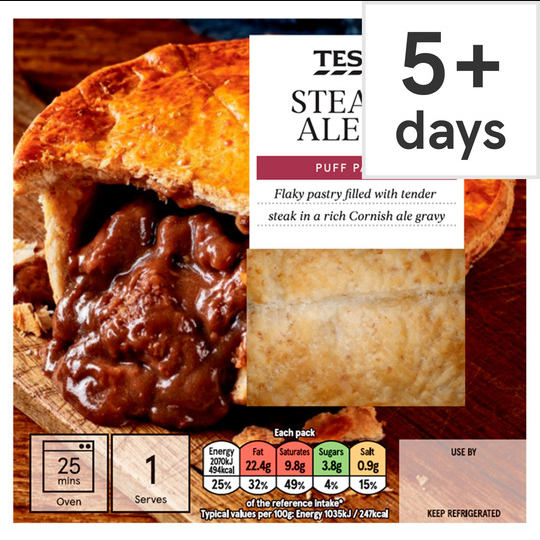 5+
days
TES
STEA
ALE
PUFF PA
Flaky pastry filled with tender
steak in a rich Cornish ale gravy
25
mins
Oven
1
Serves
Each pack
Energy
2070kJ
494kcal
25%
Fat
22.4g
32%
Saturates
9.8g
49%
Sugars
3.8g
4%
Salt
0.9g
15%
of the reference intake*
Typical values per 100g: Energy 1035kJ / 247kcal
USE BY
KEEP REFRIGERATED